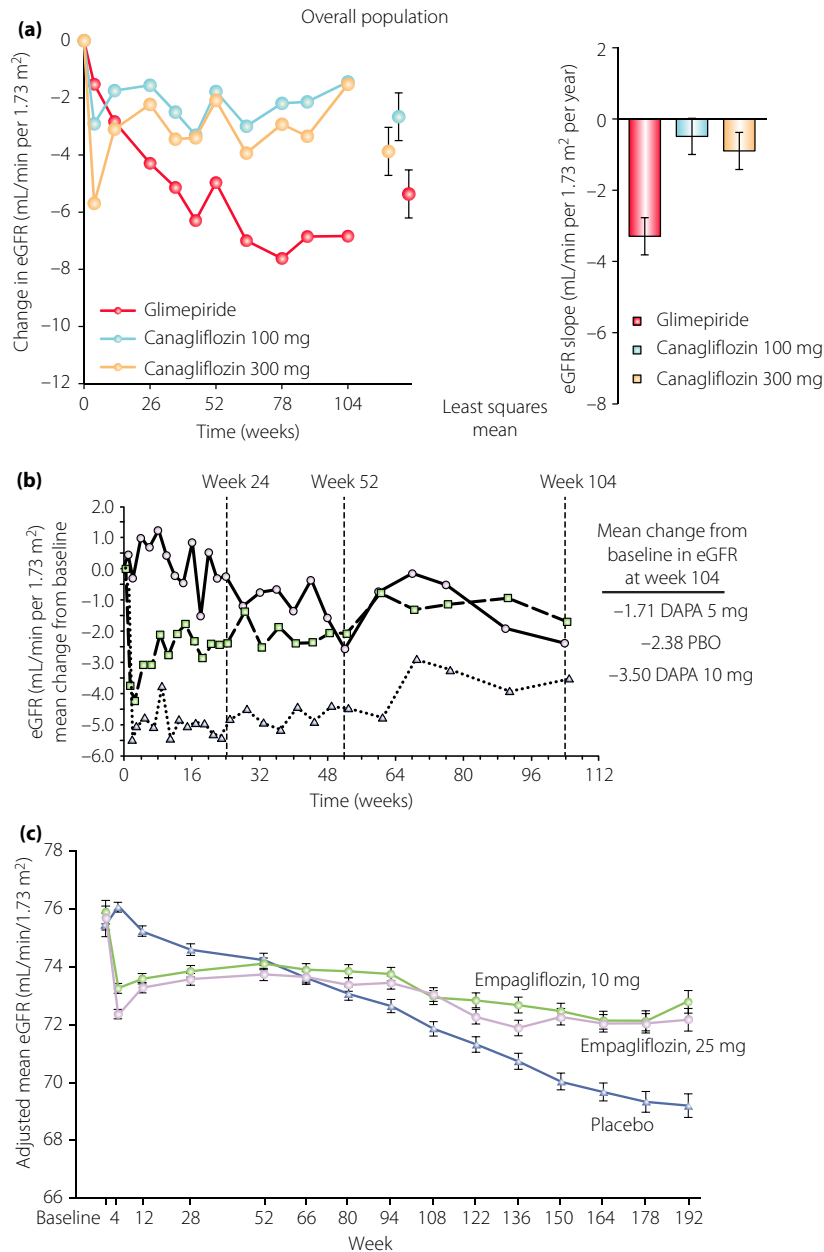 Overall population
(a)
Change in eGFR (mL/min per 1.73 m²)
0
−2
−4
−6
−8
−10
−12
Glimepiride
Canagliflozin 100 mg
Canagliflozin 300 mg
0 26 52 78 104
Time (weeks)
Least squares
mean
eGFR slope (mL/min per 1.73 m² per year)
2
0
−2
−4
−6
−8
Glimepiride
Canagliflozin 100 mg
Canagliflozin 300 mg
(b)
Week 24 Week 52 Week 104
eGFR (mL/min per 1.73 m²)
mean change from baseline
2.0
1.0
0.0
−1.0
−2.0
−3.0
−4.0
−5.0
−6.0
0 16 32 48 64 80 96 112
Time (weeks)
Mean change from
baseline in eGFR
at week 104
−1.71 DAPA 5 mg
−2.38 PBO
−3.50 DAPA 10 mg
(c)
Adjusted mean eGFR (mL/min/1.73 m²)
78
76
74
72
70
68
66
Empagliflozin, 10 mg
Empagliflozin, 25 mg
Placebo
Baseline 4 12 28 52 66 80 94 108 122 136 150 164 178 192
Week